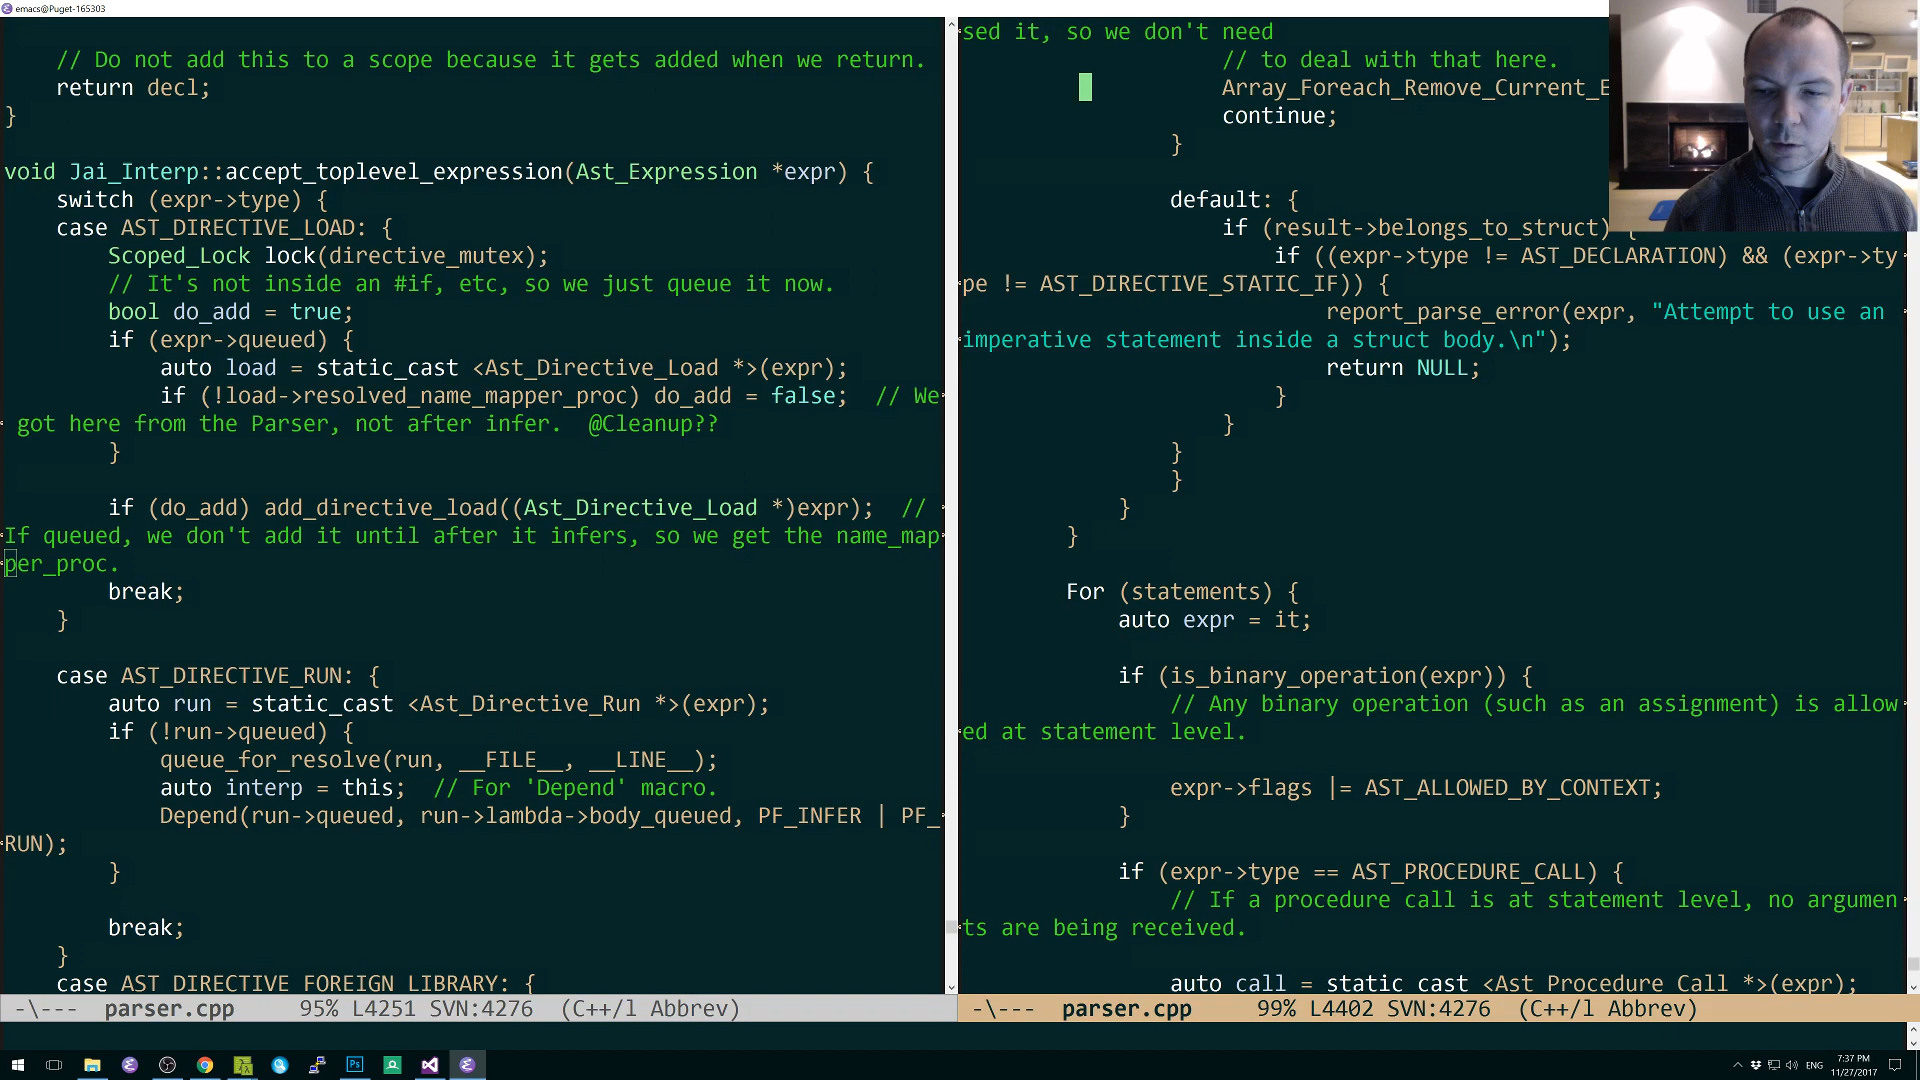 emacs@Puget-165303
// Do not add this to a scope because it gets added when we return.
return decl;
}
void Jai_Interp::accept_toplevel_expression(Ast_Expression *expr) {
switch (expr->type) {
case AST_DIRECTIVE_LOAD: {
Scoped_Lock lock(directive_mutex);
// It's not inside an #if, etc, so we just queue it now.
bool do_add = true;
if (expr->queued) {
auto load = static_cast <Ast_Directive_Load *>(expr);
if (!load->resolved_name_mapper_proc) do_add = false;  // We
got here from the Parser, not after infer.  @Cleanup??
}
if (do_add) add_directive_load((Ast_Directive_Load *)expr);  //
If queued, we don't add it until after it infers, so we get the name_map
per_proc.
break;
}
case AST_DIRECTIVE_RUN: {
auto run = static_cast <Ast_Directive_Run *>(expr);
if (!run->queued) {
queue_for_resolve(run, __FILE__, __LINE__);
auto interp = this;  // For 'Depend' macro.
Depend(run->queued, run->lambda->body_queued, PF_INFER | PF_
RUN);
}
break;
}
case AST_DIRECTIVE_FOREIGN_LIBRARY: {
-\--- parser.cpp 95% L4251 SVN:4276 (C++/l Abbrev)
sed it, so we don't need
// to deal with that here.
Array_Foreach_Remove_Current_E
continue;
}
default: {
if (result->belongs_to_struct) {
if ((expr->type != AST_DECLARATION) && (expr->ty
pe != AST_DIRECTIVE_STATIC_IF)) {
report_parse_error(expr, "Attempt to use an
imperative statement inside a struct body.\n");
return NULL;
}
}
}
}
}
}
For (statements) {
auto expr = it;
if (is_binary_operation(expr)) {
// Any binary operation (such as an assignment) is allow
ed at statement level.
expr->flags |= AST_ALLOWED_BY_CONTEXT;
}
if (expr->type == AST_PROCEDURE_CALL) {
// If a procedure call is at statement level, no argumen
ts are being received.
auto call = static_cast <Ast_Procedure_Call *>(expr);
-\--- parser.cpp 99% L4402 SVN:4276 (C++/l Abbrev)
Ps
ENG
7:37 PM
11/27/2017